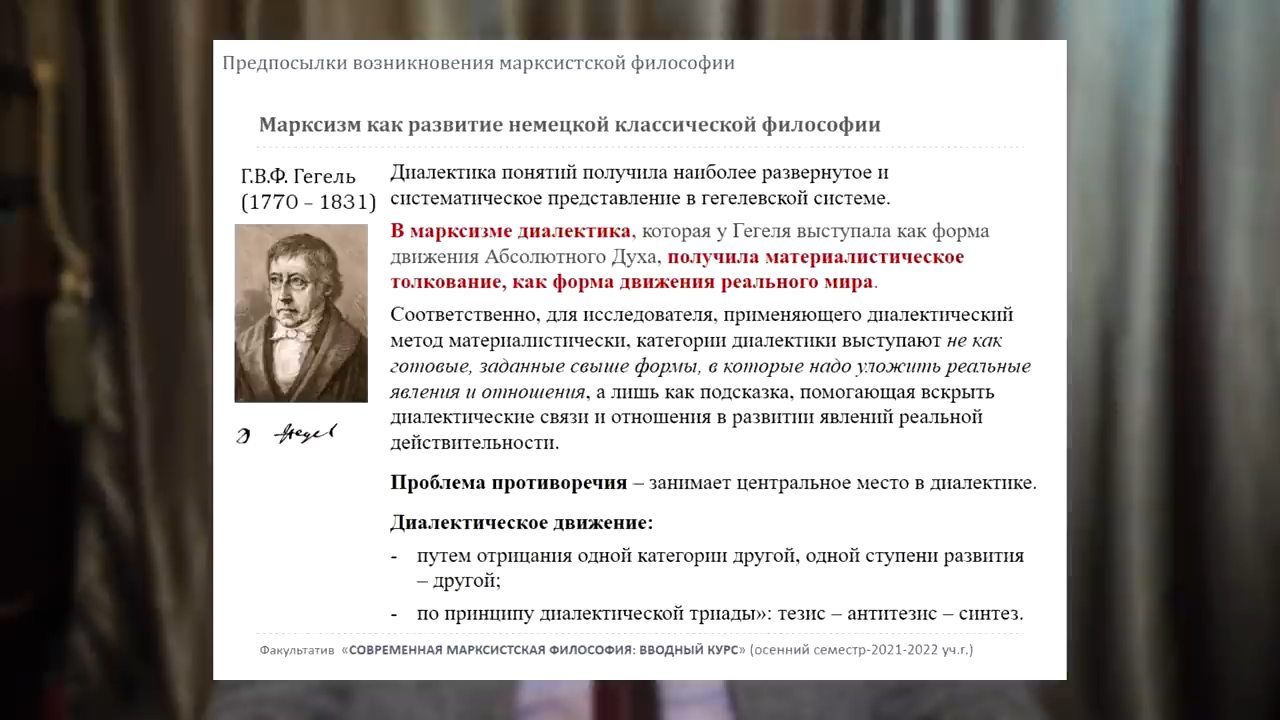 Предпосылки возникновения марксистской философии
Марксизм как развитие немецкой классической философии
Г.В.Ф. Гегель
(1770 – 1831)
Диалектика понятий получила наиболее развернутое и
систематическое представление в гегелевской системе.
В марксизме диалектика, которая у Гегеля выступала как форма
движения Абсолютного Духа, получила материалистическое
толкование, как форма движения реального мира.
Соответственно, для исследователя, применяющего диалектический
метод материалистически, категории диалектики выступают не как
готовые, заданные свыше формы, в которые надо уложить реальные
явления и отношения, а лишь как подсказка, помогающая вскрыть
диалектические связи и отношения в развитии явлений реальной
действительности.
Проблема противоречия – занимает центральное место в диалектике.
Диалектическое движение:
- путем отрицания одной категории другой, одной ступени развития
– другой;
- по принципу диалектической триады»: тезис – антитезис – синтез.
Факультатив «СОВРЕМЕННАЯ МАРКСИСТСКАЯ ФИЛОСОФИЯ: ВВОДНЫЙ КУРС» (осенний семестр-2021-2022 уч.г.)